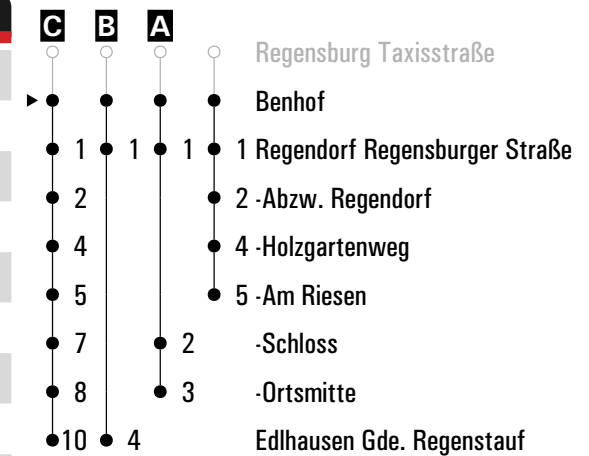 C B A
Regensburg Taxisstraße
Benhof
1 1 1 1 Regendorf Regensburger Straße
2 2 -Abzw. Regendorf
4 4 -Holzgartenweg
5 5 -Am Riesen
7 2 -Schloss
8 3 -Ortsmitte
10 4 Edlhausen Gde. Regenstauf